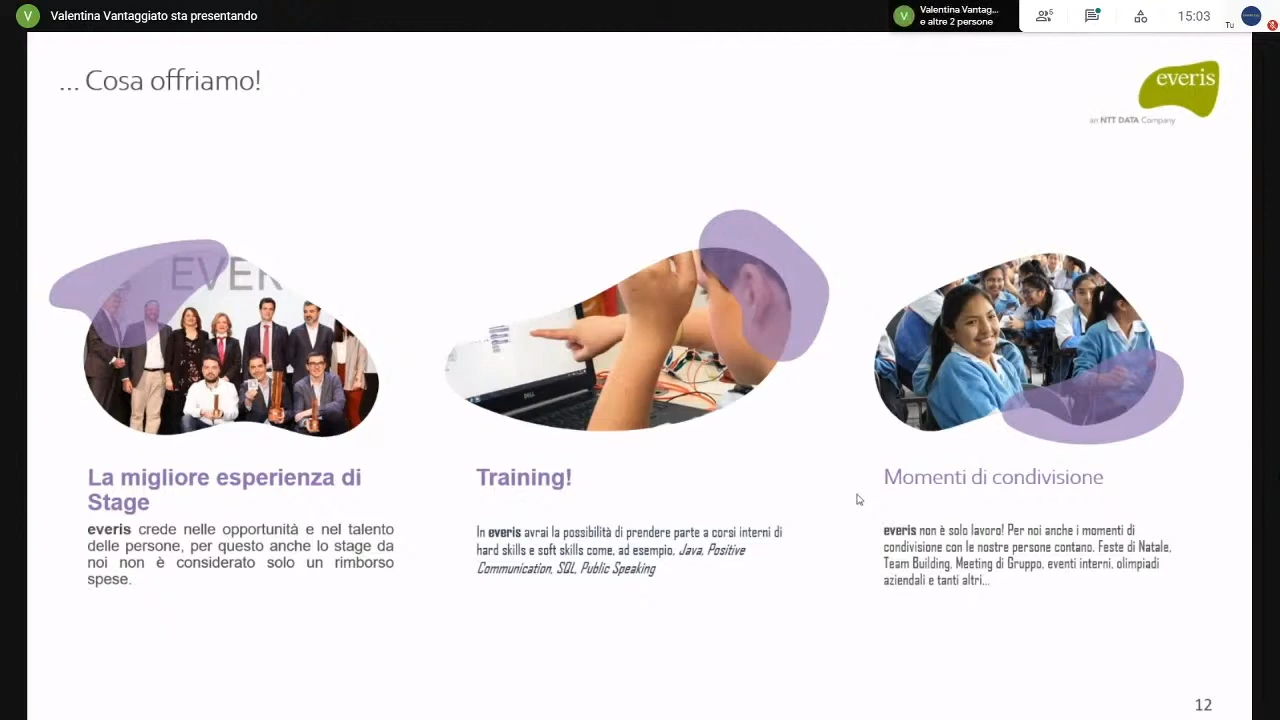 V Valentina Vantaggiato sta presentando
V Valentina Vantag...
e altre 2 persone
5
15:03
Tu
... Cosa offriamo!
everis
an NTT DATA Company
EVER
DELL
La migliore esperienza di
Stage
everis crede nelle opportunità e nel talento
delle persone, per questo anche lo stage da
noi non è considerato solo un rimborso
spese.
Training!
In everis avrai la possibilità di prendere parte a corsi interni di
hard skills e soft skills come, ad esempio, Java, Positive
Communication, SQL, Public Speaking
Momenti di condivisione
everis non è solo lavoro! Per noi anche i momenti di
condivisione con le nostre persone contano. Feste di Natale,
Team Building, Meeting di Gruppo, eventi interni, olimpiadi
aziendali e tanti altri...
12